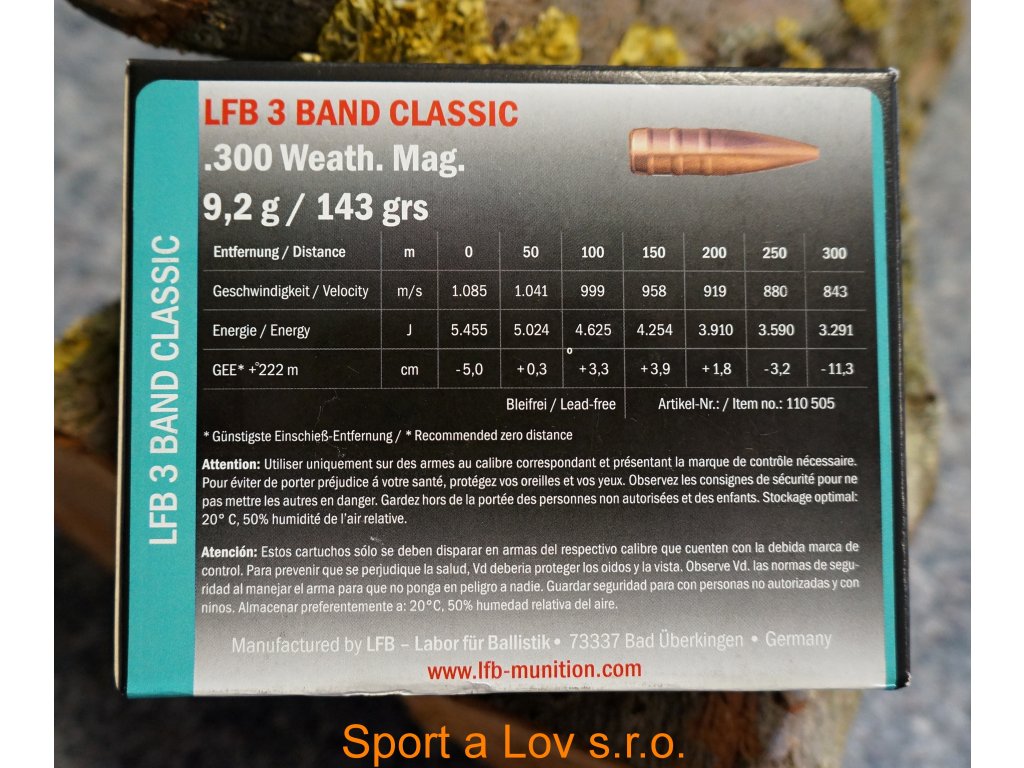 LFB 3 BAND CLASSIC
LFB 3 BAND CLASSIC
.300 Weath. Mag.
9,2 g / 143 grs
Entfernung / Distance m 0 50 100 150 200 250 300
Geschwindigkeit / Velocity m/s 1.085 1.041 999 958 919 880 843
Energie / Energy J 5.455 5.024 4.625 4.254 3.910 3.590 3.291
GEE* + 222 m cm - 5,0 + 0,3 + 3,3 + 3,9 + 1,8 - 3,2 - 11,3
Bleifrei / Lead-free Artikel-Nr.: / Item no.: 110 505
* Günstigste Einschieß-Entfernung / * Recommended zero distance
Attention: Utiliser uniquement sur des armes au calibre correspondant et présentant la marque de contrôle nécessaire.
Pour éviter de porter préjudice á votre santé, protégez vos oreilles et vos yeux. Observez les consignes de sécurité pour ne
pas mettre les autres en danger. Gardez hors de la portée des personnes non autorisées et des enfants. Stockage optimal:
20° C, 50% humidité de l'air relative.
Atención: Estos cartuchos sólo se deben disparar en armas del respectivo calibre que cuenten con la debida marca de
control. Para prevenir que se perjudique la salud, Vd deberia proteger los oidos y la vista. Observe Vd. las normas de segu-
ridad al manejar el arma para que no ponga en peligro a nadie. Guardar seguridad para con personas no autorizadas y con
ninos. Almacenar preferentemente a: 20°C, 50% humedad relativa del aire.
Manufactured by LFB – Labor für Ballistik • 73337 Bad Überkingen • Germany
www.lfb-munition.com
Sport a Lov s.r.o.